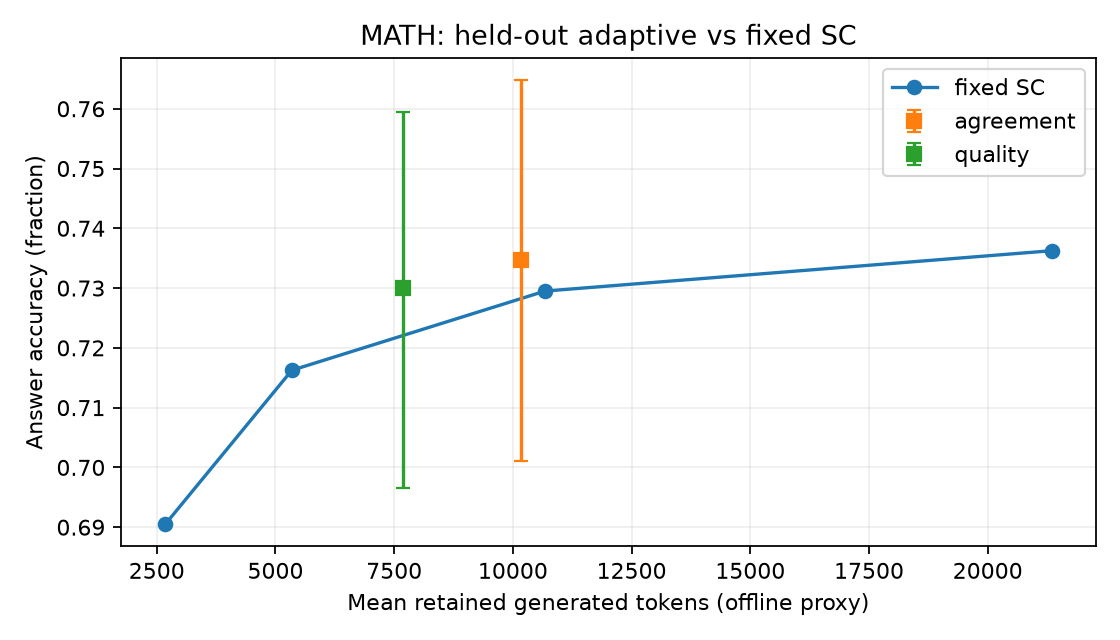 MATH: held-out adaptive vs fixed SC
fixed SC
agreement
quality
Answer accuracy (fraction)
0.76
0.75
0.74
0.73
0.72
0.71
0.70
0.69
2500 5000 7500 10000 12500 15000 17500 20000
Mean retained generated tokens (offline proxy)